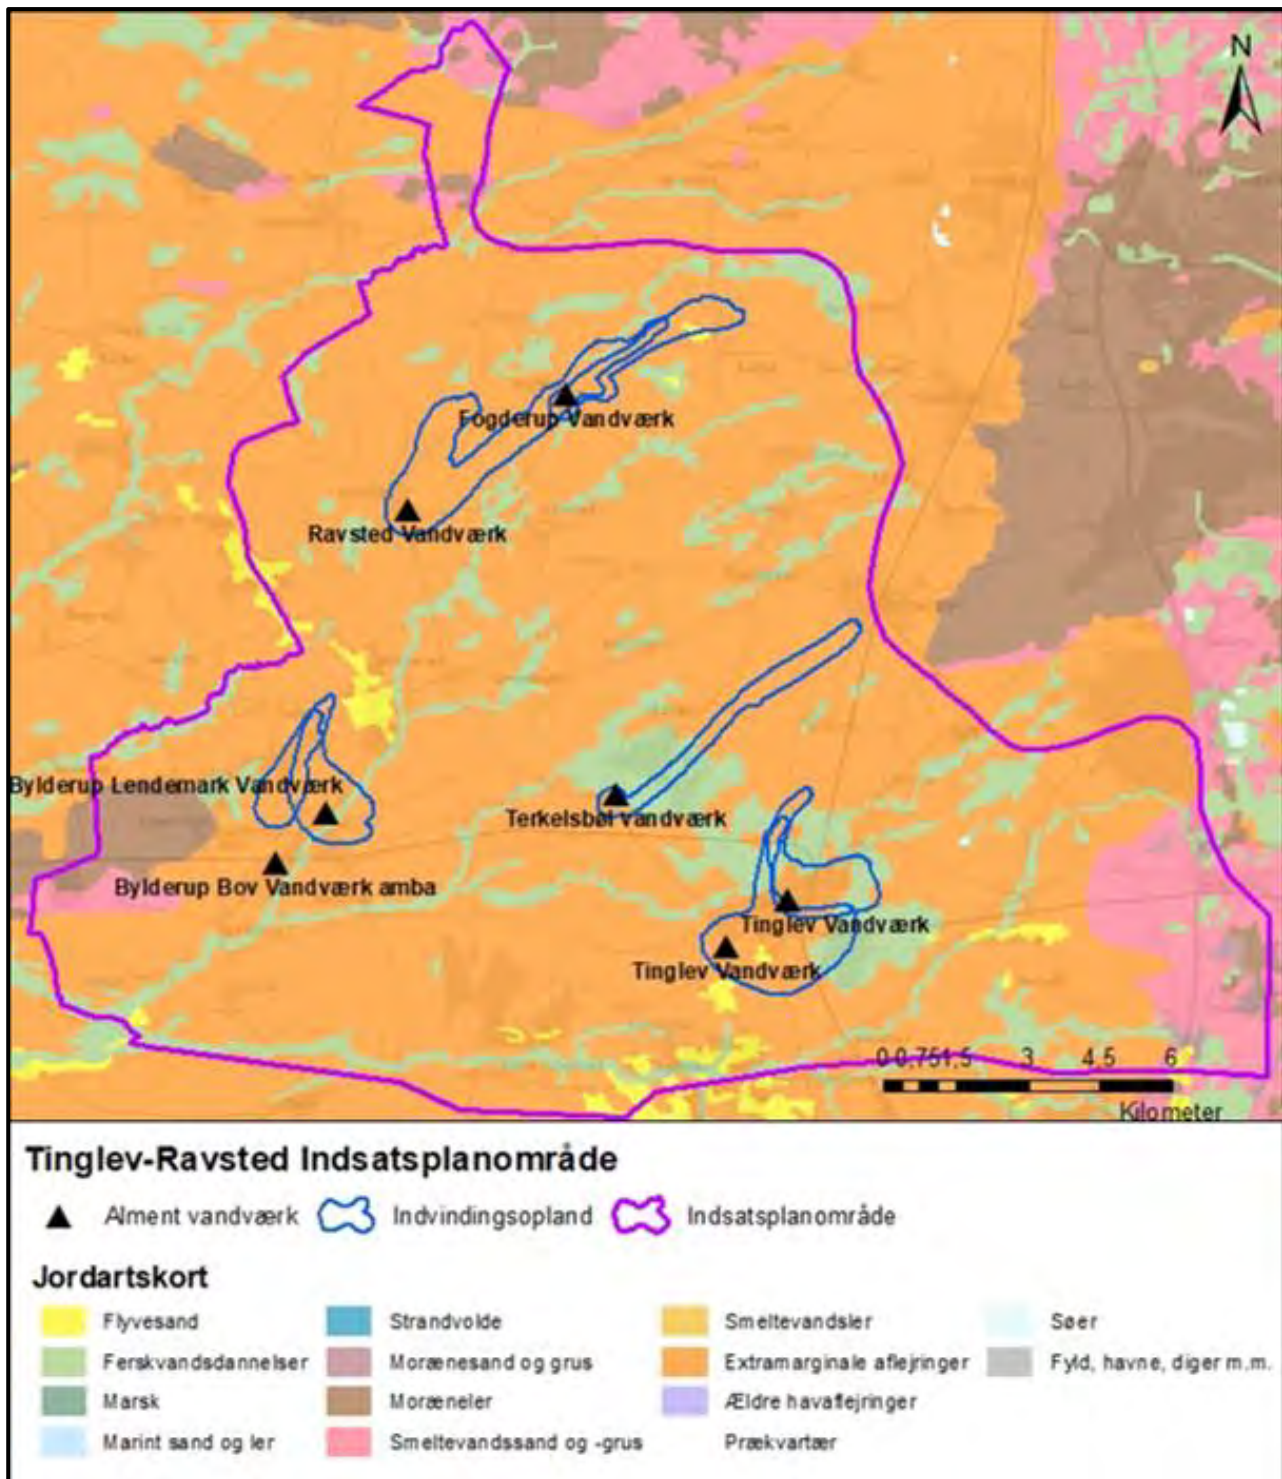 N
Fogderup Vandværk
Ravsted Vandværk
Bylderup Lendemark Vandværk
Terkelsbøl vandværk
Bylderup Bov Vandværk amba
Tinglev Vandværk
Tinglev Vandværk
0 0,75 1,5 3 4,5 6
Kilometer
Tinglev-Ravsted Indsatsplanområde
Alment vandværk Indvindingsopland Indsatsplanområde
Jordartskort
Flyvesand Strandvolde Smeltevandsler Søer
Ferskvandsdannelser Morænesand og grus Extramarginale aflejringer Fyld, havne, diger m.m.
Marsk Moræneler Ældre havaflejringer
Marint sand og ler Smeltevandssand og -grus Prækvartær